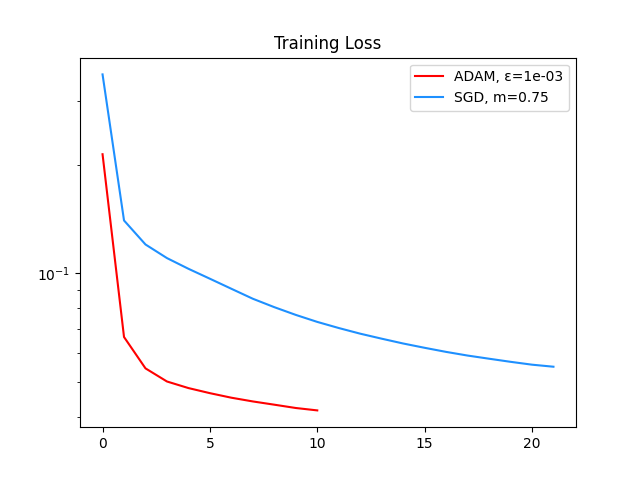 Training Loss
ADAM, ε=1e-03
SGD, m=0.75
10⁻¹
0 5 10 15 20